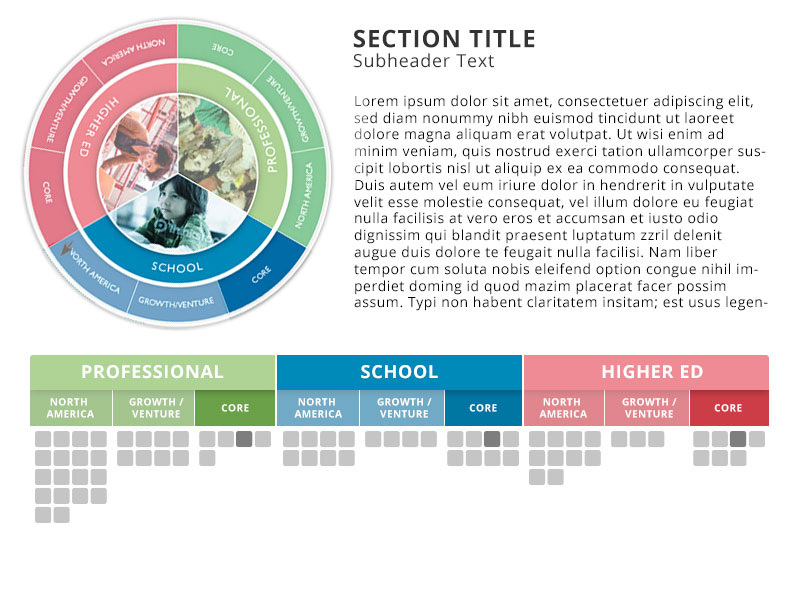 NORTH AMERICA
CORE
GROWTH/VENTURE
GROWTH/VENTURE
HIGHER ED
PROFESSIONAL
CORE
NORTH AMERICA
SCHOOL
NORTH AMERICA
GROWTH/VENTURE
CORE
SECTION TITLE
Subheader Text
Lorem ipsum dolor sit amet, consectetuer adipiscing elit,
sed diam nonummy nibh euismod tincidunt ut laoreet
dolore magna aliquam erat volutpat. Ut wisi enim ad
minim veniam, quis nostrud exerci tation ullamcorper sus-
cipit lobortis nisl ut aliquip ex ea commodo consequat.
Duis autem vel eum iriure dolor in hendrerit in vulputate
velit esse molestie consequat, vel illum dolore eu feugiat
nulla facilisis at vero eros et accumsan et iusto odio
dignissim qui blandit praesent luptatum zzril delenit
augue duis dolore te feugait nulla facilisi. Nam liber
tempor cum soluta nobis eleifend option congue nihil im-
perdiet doming id quod mazim placerat facer possim
assum. Typi non habent claritatem insitam; est usus legen-
PROFESSIONAL
SCHOOL
HIGHER ED
NORTH
AMERICA
GROWTH /
VENTURE
CORE
NORTH
AMERICA
GROWTH /
VENTURE
CORE
NORTH
AMERICA
GROWTH /
VENTURE
CORE